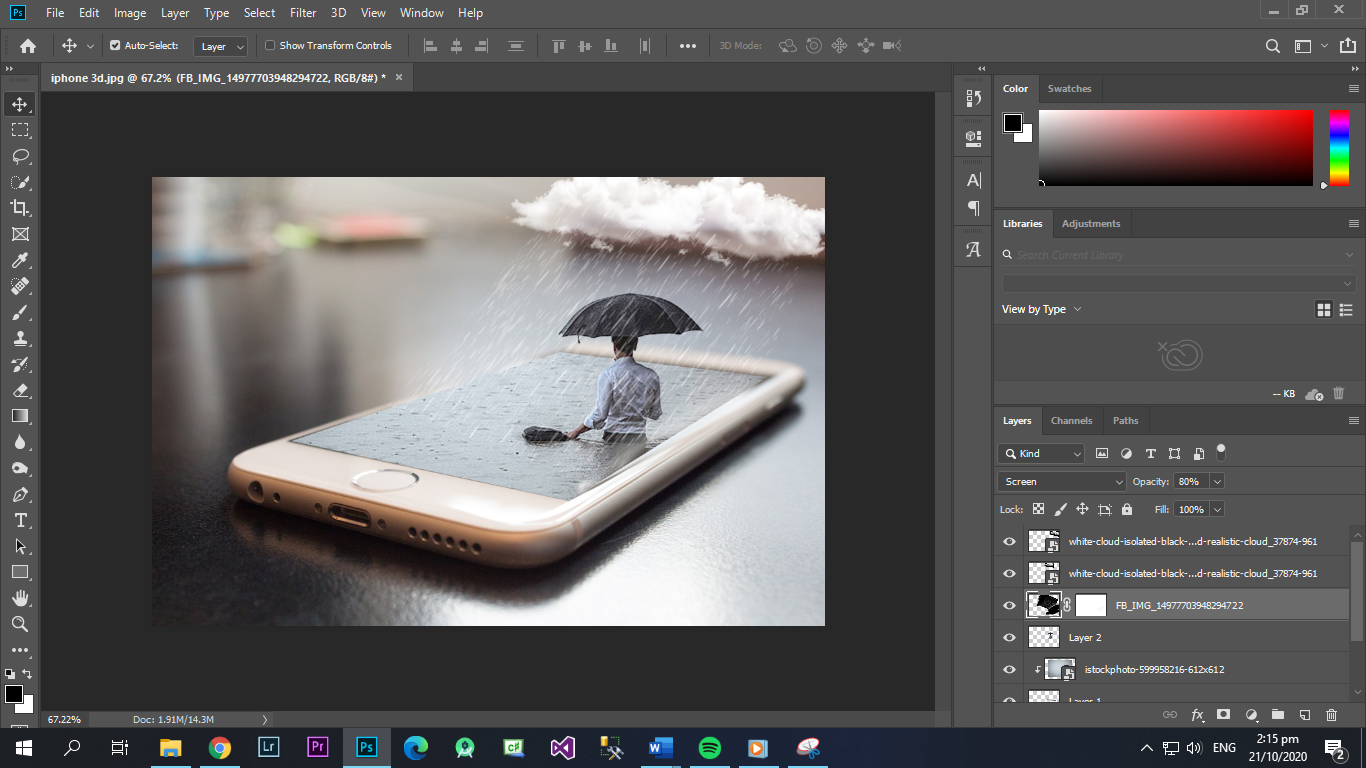 Ps File Edit Image Layer Type Select Filter 3D View Window Help
Auto-Select: Layer Show Transform Controls 3D Mode:
iphone 3d.jpg @ 67.2% (FB_IMG_14977703948294722, RGB/8#) * ×
Color Swatches
Libraries Adjustments
Search Current Library
View by Type
-- KB
Layers Channels Paths
Kind
Screen Opacity: 80%
Lock: Fill: 100%
white-cloud-isolated-black-...d-realistic-cloud_37874-961
white-cloud-isolated-black-...d-realistic-cloud_37874-961
FB_IMG_14977703948294722
Layer 2
istockphoto-599958216-612x612
Layer 1
67.22% Doc: 1.91M/14.3M
Lr Pr Ps ENG 2:15 pm
21/10/2020 2